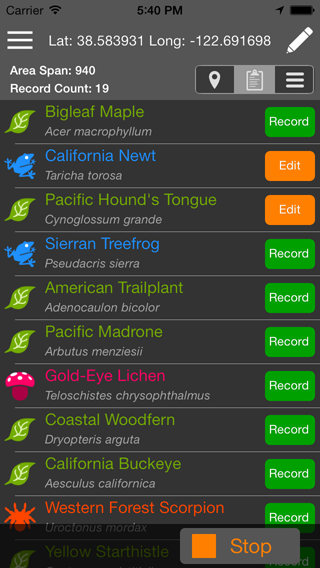 Carrier 5:40 PM
Lat: 38.583931 Long: -122.691698
Area Span: 940
Record Count: 19
Bigleaf Maple
Acer macrophyllum
Record
California Newt
Taricha torosa
Edit
Pacific Hound's Tongue
Cynoglossum grande
Edit
Sierran Treefrog
Pseudacris sierra
Record
American Trailplant
Adenocaulon bicolor
Record
Pacific Madrone
Arbutus menziesii
Record
Gold-Eye Lichen
Teloschistes chrysophthalmus
Record
Coastal Woodfern
Dryopteris arguta
Record
California Buckeye
Aesculus californica
Record
Western Forest Scorpion
Uroctonus mordax
Record
Yellow Starthistle
Stop